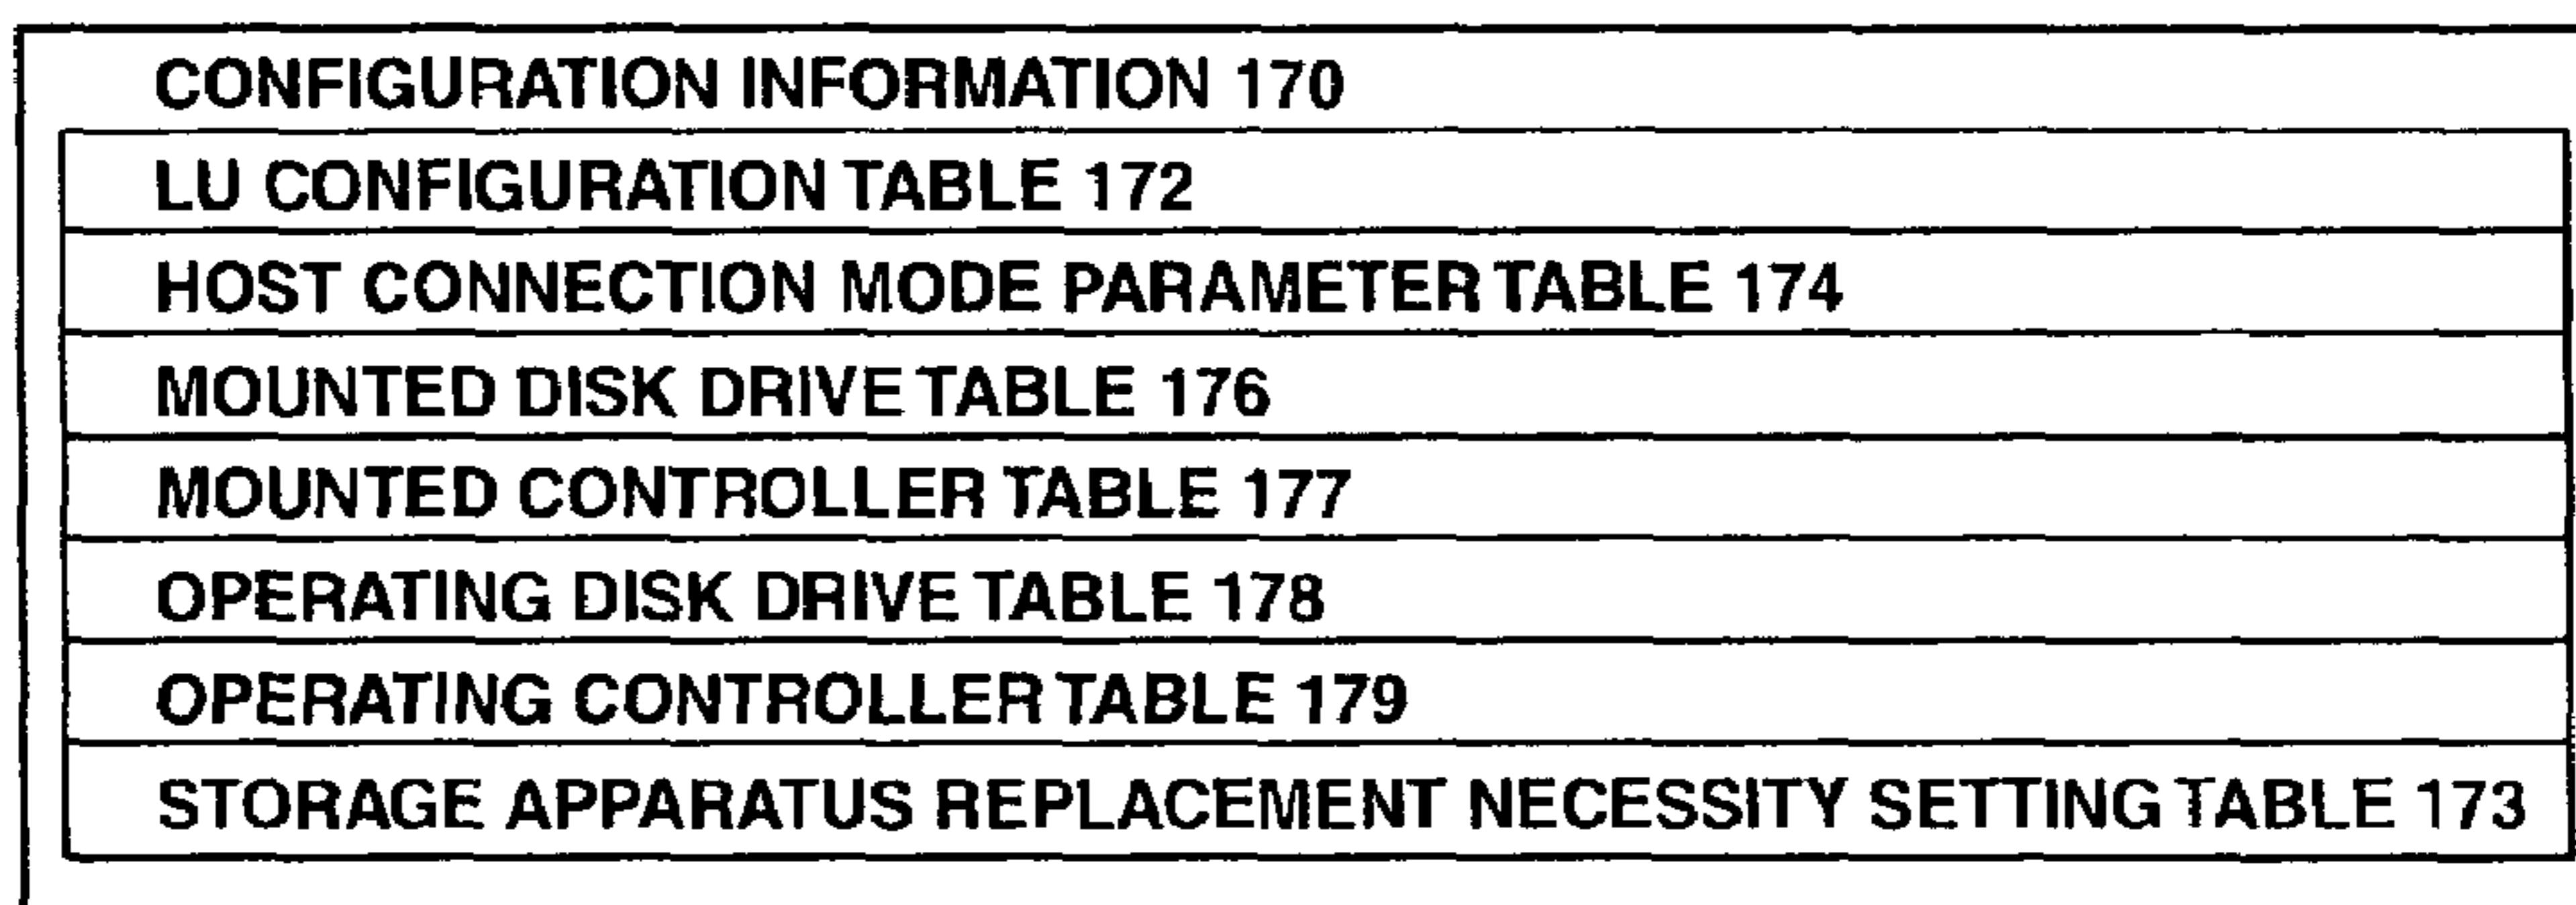 CONFIGURATION INFORMATION 170
LU CONFIGURATION TABLE 172
HOST CONNECTION MODE PARAMETER TABLE 174
MOUNTED DISK DRIVE TABLE 176
MOUNTED CONTROLLER TABLE 177
OPERATING DISK DRIVE TABLE 178
OPERATING CONTROLLER TABLE 179
STORAGE APPARATUS REPLACEMENT NECESSITY SETTING TABLE 173